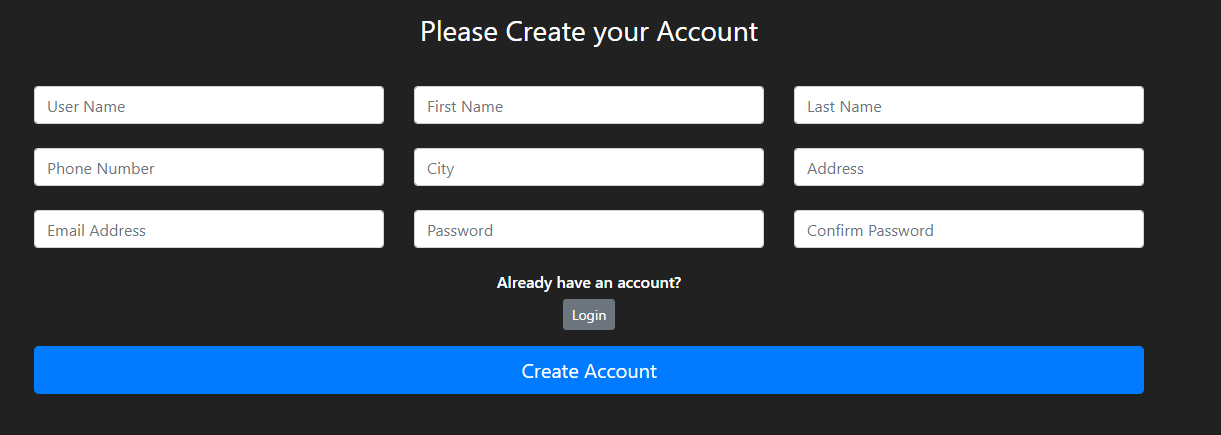 Please Create your Account
User Name
First Name
Last Name
Phone Number
City
Address
Email Address
Password
Confirm Password
Already have an account?
Login
Create Account